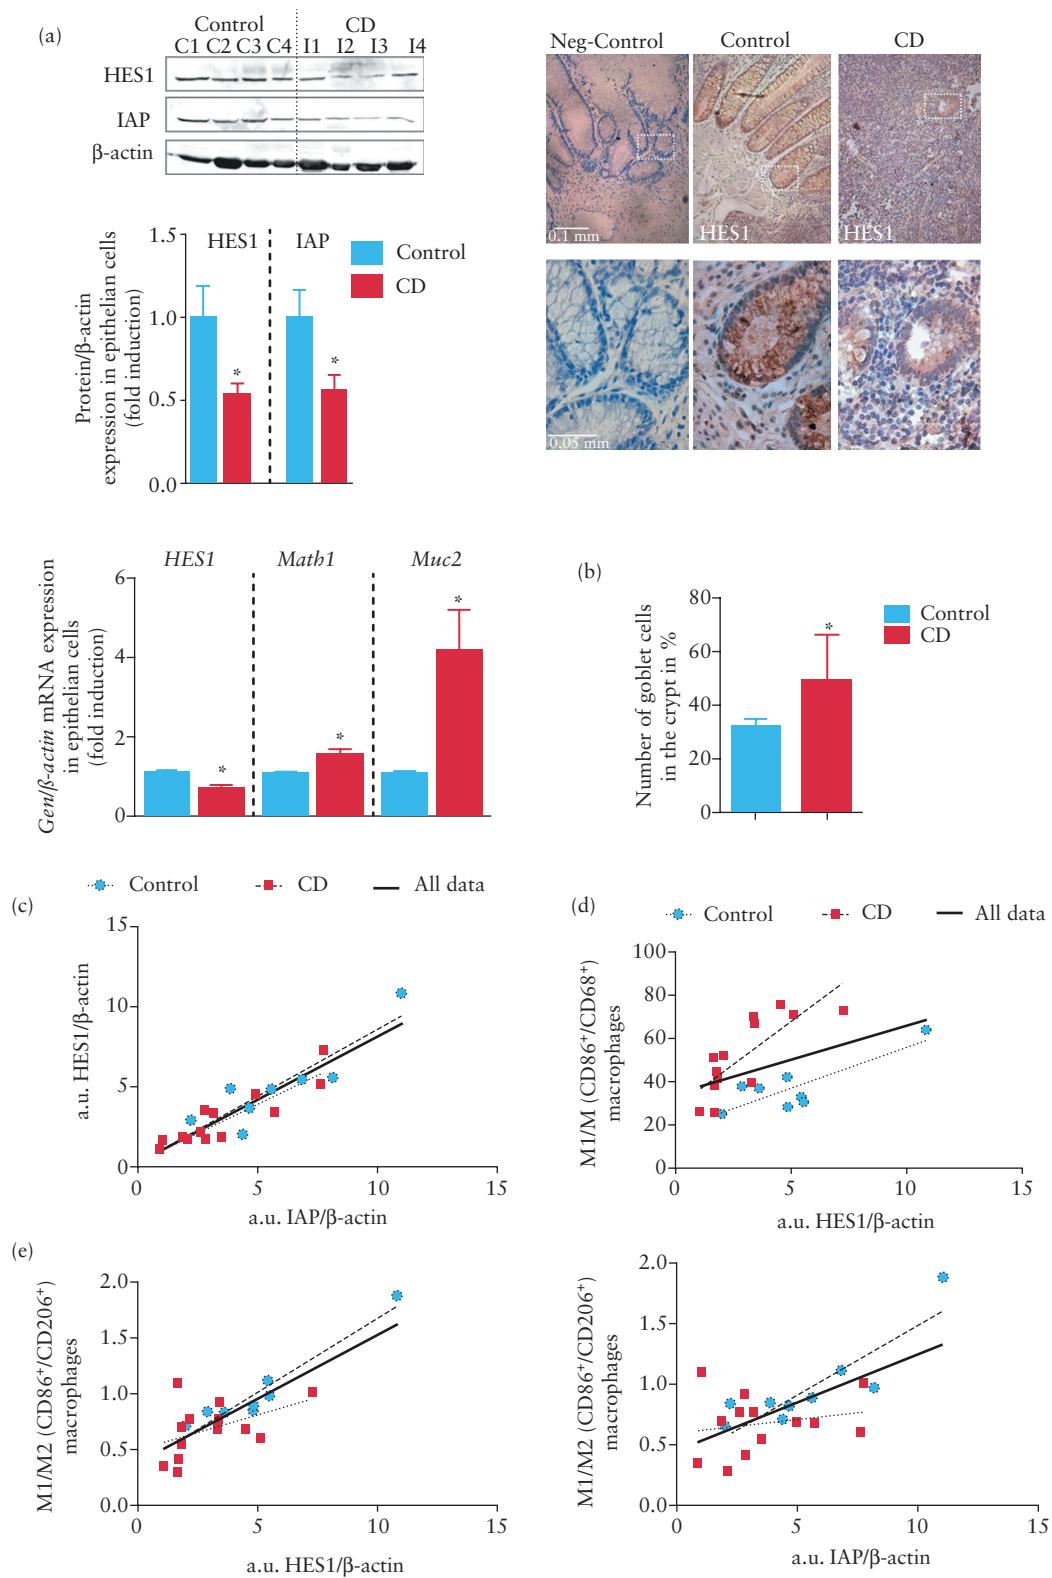 (a)
Control
CD
C1 C2 C3 C4 I1 I2 I3 I4
HES1
IAP
β-actin
Neg-Control
Control
CD
0.1 mm
HES1
HES1
0.05 mm
Protein/β-actin
expression in epithelian cells
(fold induction)
1.5
1.0
0.5
0.0
HES1
IAP
Control
CD
*
*
Gen/β-actin mRNA expression
in epithelian cells
(fold induction)
HES1
Math1
Muc2
6
4
2
0
*
*
*
(b)
Number of goblet cells
in the crypt in %
80
60
40
20
0
*
Control
CD
Control
CD
All data
(c)
a.u. HES1/β-actin
15
10
5
0
0
5
10
15
a.u. IAP/β-actin
(d)
Control
CD
All data
M1/M (CD86+/CD68+)
macrophages
100
80
60
40
20
0
0
5
10
15
a.u. HES1/β-actin
(e)
M1/M2 (CD86+/CD206+)
macrophages
2.0
1.5
1.0
0.5
0.0
0
5
10
15
a.u. HES1/β-actin
M1/M2 (CD86+/CD206+)
macrophages
2.0
1.5
1.0
0.5
0.0
0
5
10
15
a.u. IAP/β-actin